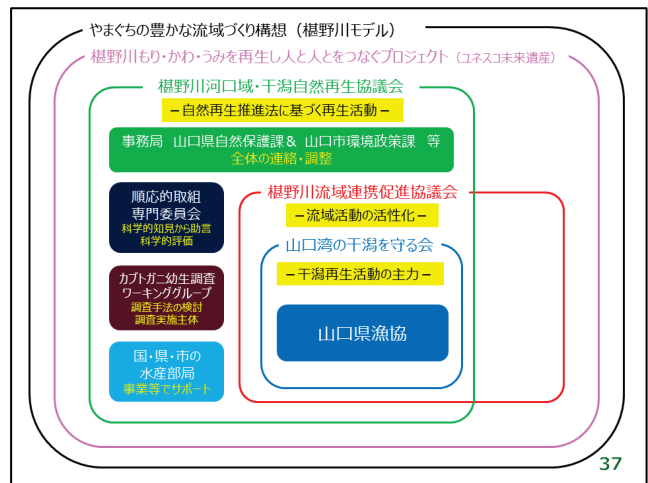 やまぐちの豊かな流域づくり構想（椹野川モデル）
椹野川もり・かわ・うみを再生し人と人とをつなぐプロジェクト（ユネスコ未来遺産）
椹野川河口域・干潟自然再生協議会
－自然再生推進法に基づく再生活動－
事務局　山口県自然保護課＆ 山口市環境政策課　等
全体の連絡・調整
順応的取組
専門委員会
科学的知見から助言
科学的評価
カブトガニ幼生調査
ワーキンググループ
調査手法の検討
調査実施主体
国・県・市の
水産部局
事業等でサポート
椹野川流域連携促進協議会
－流域活動の活性化－
山口湾の干潟を守る会
－干潟再生活動の主力－
山口県漁協
37